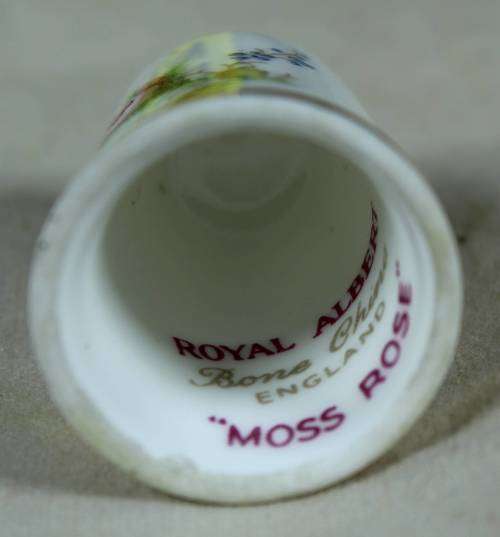 ROYAL ALBERT
Bone China
ENGLAND
"MOSS ROSE"